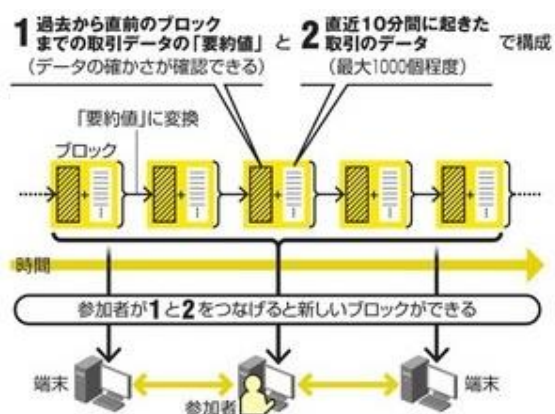 1 過去から直前のブロック
までの取引データの「要約値」と
(データの確かさが確認できる)
2 直近10分間に起きた
取引のデータ
(最大1000個程度)
で構成
「要約値」に変換
ブロック
時間
参加者が1と2をつなげると新しいブロックができる
端末
参加者
端末